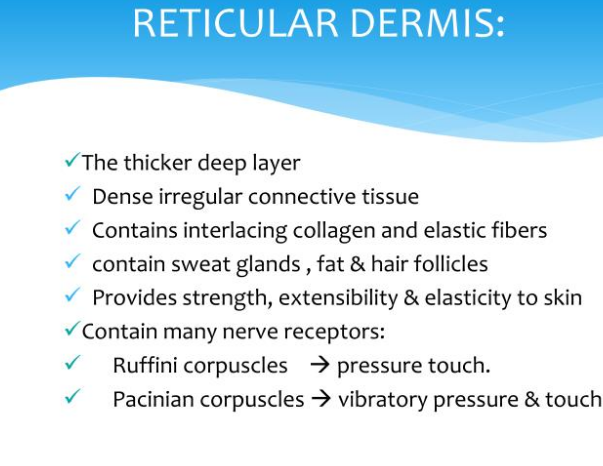 RETICULAR DERMIS:
✓The thicker deep layer
✓ Dense irregular connective tissue
✓ Contains interlacing collagen and elastic fibers
✓ contain sweat glands , fat & hair follicles
✓ Provides strength, extensibility & elasticity to skin
✓Contain many nerve receptors:
✓ Ruffini corpuscles → pressure touch.
✓ Pacinian corpuscles → vibratory pressure & touch